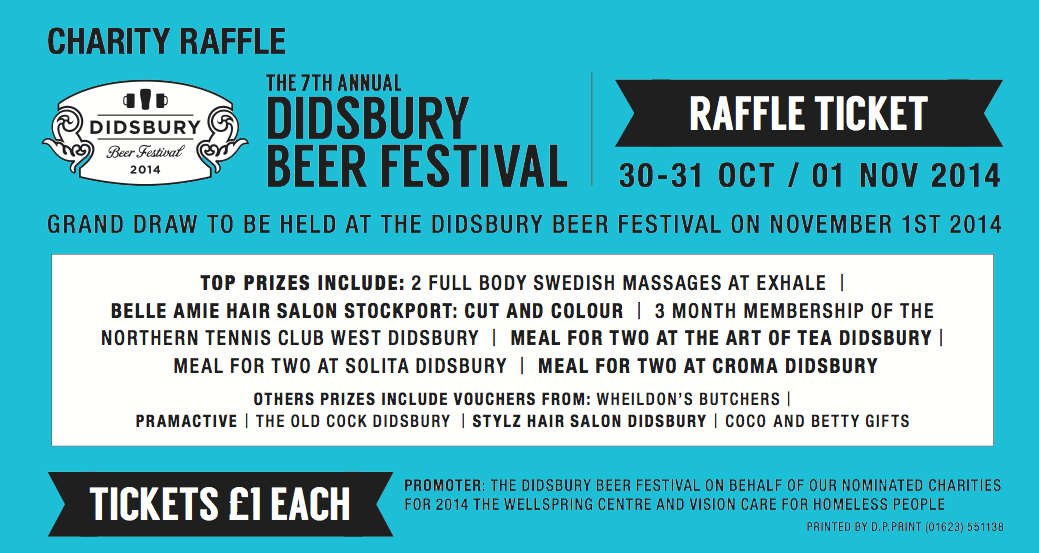 CHARITY RAFFLE
DIDSBURY
Beer Festival
2014
THE 7TH ANNUAL
DIDSBURY
BEER FESTIVAL
RAFFLE TICKET
30-31 OCT / 01 NOV 2014
GRAND DRAW TO BE HELD AT THE DIDSBURY BEER FESTIVAL ON NOVEMBER 1ST 2014
TOP PRIZES INCLUDE: 2 FULL BODY SWEDISH MASSAGES AT EXHALE |
BELLE AMIE HAIR SALON STOCKPORT: CUT AND COLOUR | 3 MONTH MEMBERSHIP OF THE
NORTHERN TENNIS CLUB WEST DIDSBURY | MEAL FOR TWO AT THE ART OF TEA DIDSBURY |
MEAL FOR TWO AT SOLITA DIDSBURY | MEAL FOR TWO AT CROMA DIDSBURY
OTHERS PRIZES INCLUDE VOUCHERS FROM: WHEILDON'S BUTCHERS |
PRAMACTIVE | THE OLD COCK DIDSBURY | STYLZ HAIR SALON DIDSBURY | COCO AND BETTY GIFTS
TICKETS £1 EACH
PROMOTER: THE DIDSBURY BEER FESTIVAL ON BEHALF OF OUR NOMINATED CHARITIES
FOR 2014 THE WELLSPRING CENTRE AND VISION CARE FOR HOMELESS PEOPLE
PRINTED BY D.P.PRINT (01623) 551138